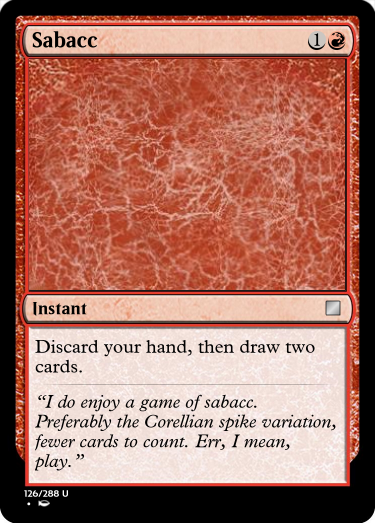 Sabacc 1
Instant
Discard your hand, then draw two
cards.
“I do enjoy a game of sabacc.
Preferably the Corellian spike variation,
fewer cards to count. Err, I mean,
play.”
126/288 U